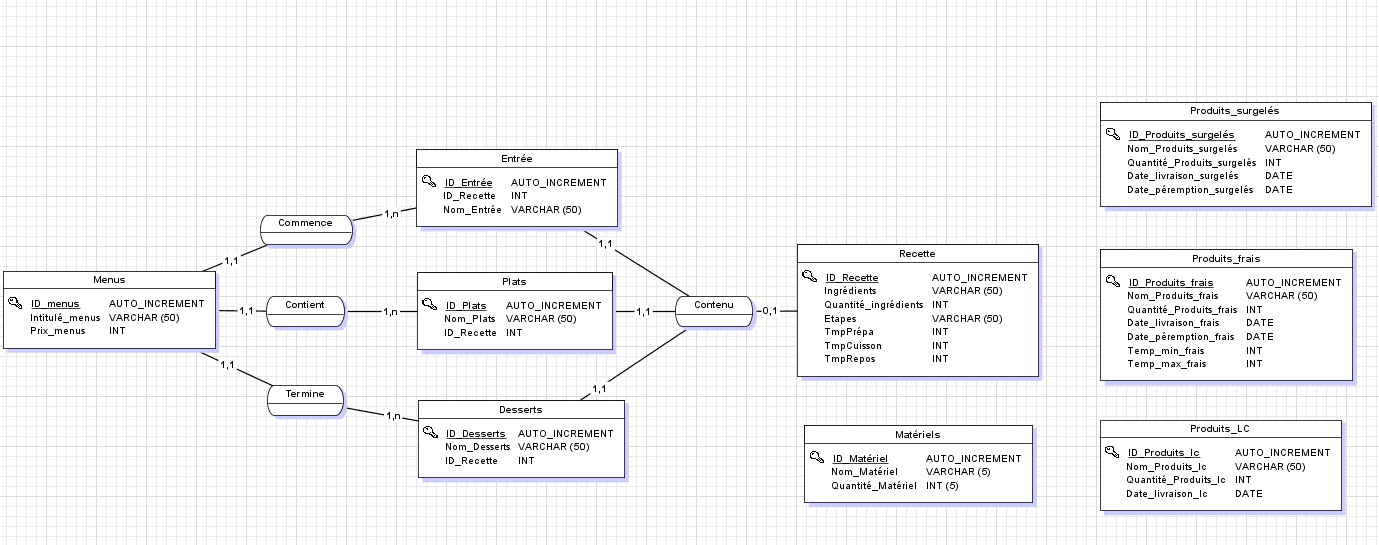 Menus
ID_menus AUTO_INCREMENT
Intitulé_menus VARCHAR (50)
Prix_menus INT
Commence
1,1
1,n
Contient
1,1
1,n
Termine
1,1
1,n
Entrée
ID_Entrée AUTO_INCREMENT
ID_Recette INT
Nom_Entrée VARCHAR (50)
Plats
ID_Plats AUTO_INCREMENT
Nom_Plats VARCHAR (50)
ID_Recette INT
Desserts
ID_Desserts AUTO_INCREMENT
Nom_Desserts VARCHAR (50)
ID_Recette INT
1,1
1,1
1,1
Contenu
0,1
Recette
ID_Recette AUTO_INCREMENT
Ingrédients VARCHAR (50)
Quantité_ingrédients INT
Etapes VARCHAR (50)
TmpPrépa INT
TmpCuisson INT
TmpRepos INT
Matériels
ID_Matériel AUTO_INCREMENT
Nom_Matériel VARCHAR (5)
Quantité_Matériel INT (5)
Produits_surgelés
ID_Produits_surgelés AUTO_INCREMENT
Nom_Produits_surgelés VARCHAR (50)
Quantité_Produits_surgelés INT
Date_livraison_surgelés DATE
Date_péremption_surgelés DATE
Produits_frais
ID_Produits_frais AUTO_INCREMENT
Nom_Produits_frais VARCHAR (50)
Quantité_Produits_frais INT
Date_livraison_frais DATE
Date_péremption_frais DATE
Temp_min_frais INT
Temp_max_frais INT
Produits_LC
ID_Produits_lc AUTO_INCREMENT
Nom_Produits_lc VARCHAR (50)
Quantité_Produits_lc INT
Date_livraison_lc DATE